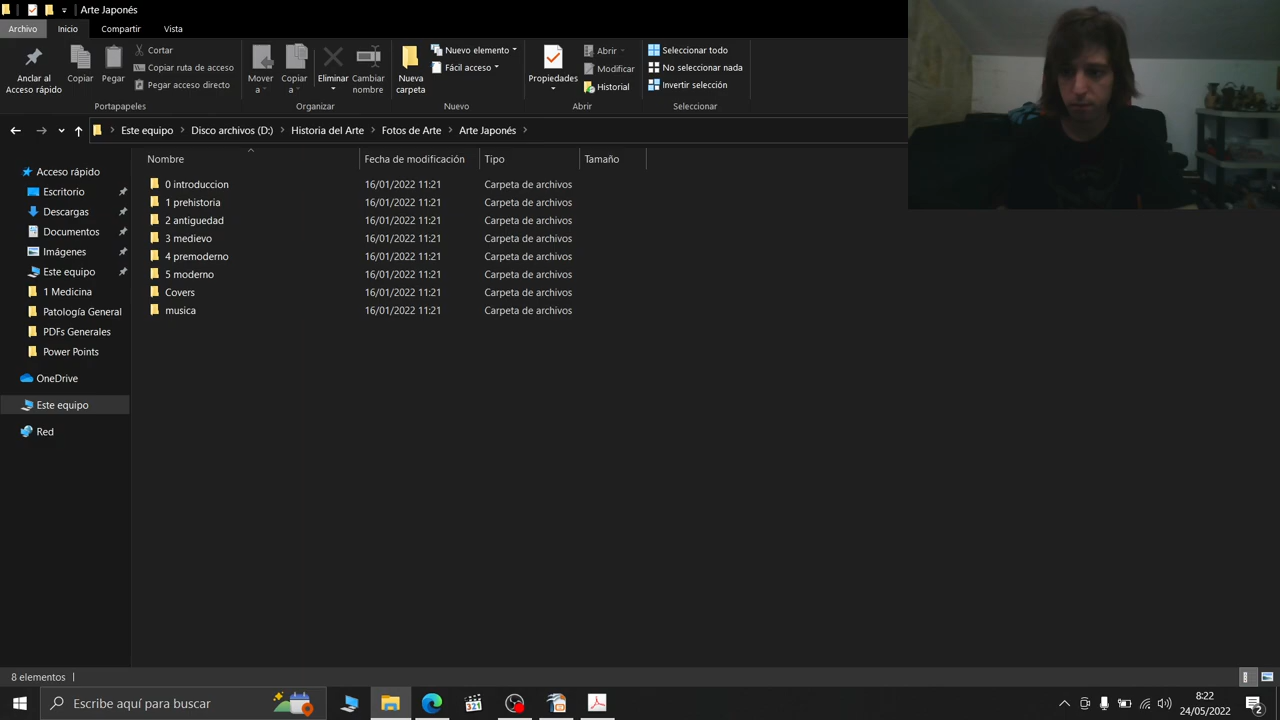 Arte Japonés
Archivo Inicio Compartir Vista
Anclar al Acceso rápido
Copiar
Pegar
Cortar
Copiar ruta de acceso
Pegar acceso directo
Portapapeles
Mover a
Copiar a
Eliminar
Cambiar nombre
Organizar
Nueva carpeta
Nuevo elemento
Fácil acceso
Nuevo
Propiedades
Abrir
Modificar
Historial
Abrir
Seleccionar todo
No seleccionar nada
Invertir selección
Seleccionar
Este equipo Disco archivos (D:) Historia del Arte Fotos de Arte Arte Japonés
Acceso rápido
Escritorio
Descargas
Documentos
Imágenes
Este equipo
1 Medicina
Patología General
PDFs Generales
Power Points
OneDrive
Este equipo
Red
Nombre Fecha de modificación Tipo Tamaño
0 introduccion 16/01/2022 11:21 Carpeta de archivos
1 prehistoria 16/01/2022 11:21 Carpeta de archivos
2 antiguedad 16/01/2022 11:21 Carpeta de archivos
3 medievo 16/01/2022 11:21 Carpeta de archivos
4 premoderno 16/01/2022 11:21 Carpeta de archivos
5 moderno 16/01/2022 11:21 Carpeta de archivos
Covers 16/01/2022 11:21 Carpeta de archivos
musica 16/01/2022 11:21 Carpeta de archivos
8 elementos
Escribe aquí para buscar
321
8:22
24/05/2022
2